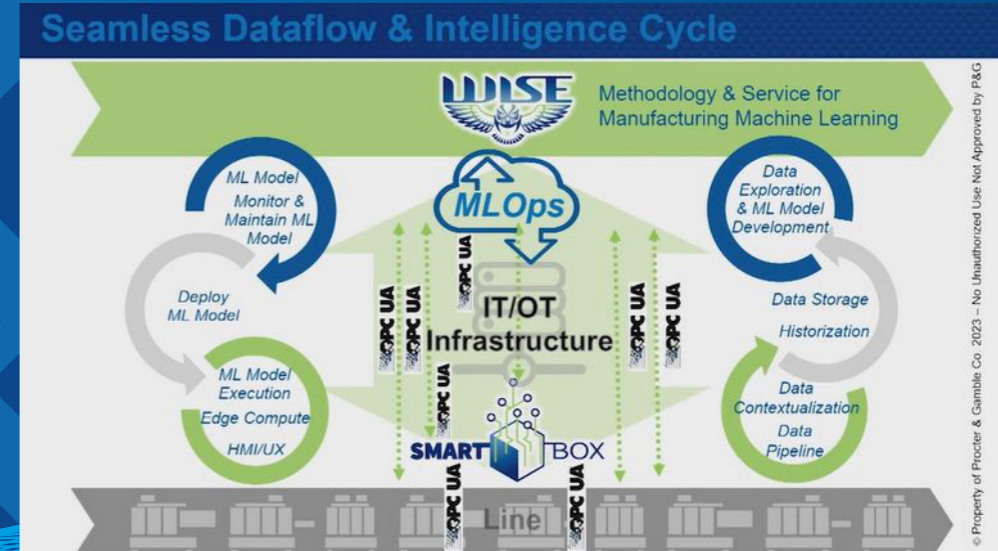 Seamless Dataflow & Intelligence Cycle
WISE
Methodology & Service for
Manufacturing Machine Learning
ML Model
Monitor &
Maintain ML
Model
MLOps
Data
Exploration
& ML Model
Development
OPC UA
Deploy
ML Model
OPC UA
OPC UA
IT/OT
Infrastructure
OPC UA
OPC UA
Data Storage
Historization
ML Model
Execution
Edge Compute
HMI/UX
OPC UA
SMART BOX
Data
Contextualization
Data
Pipeline
OPC UA
Line
OPC UA
© Property of Procter & Gamble Co 2023 – No Unauthorized Use Not Approved by P&G